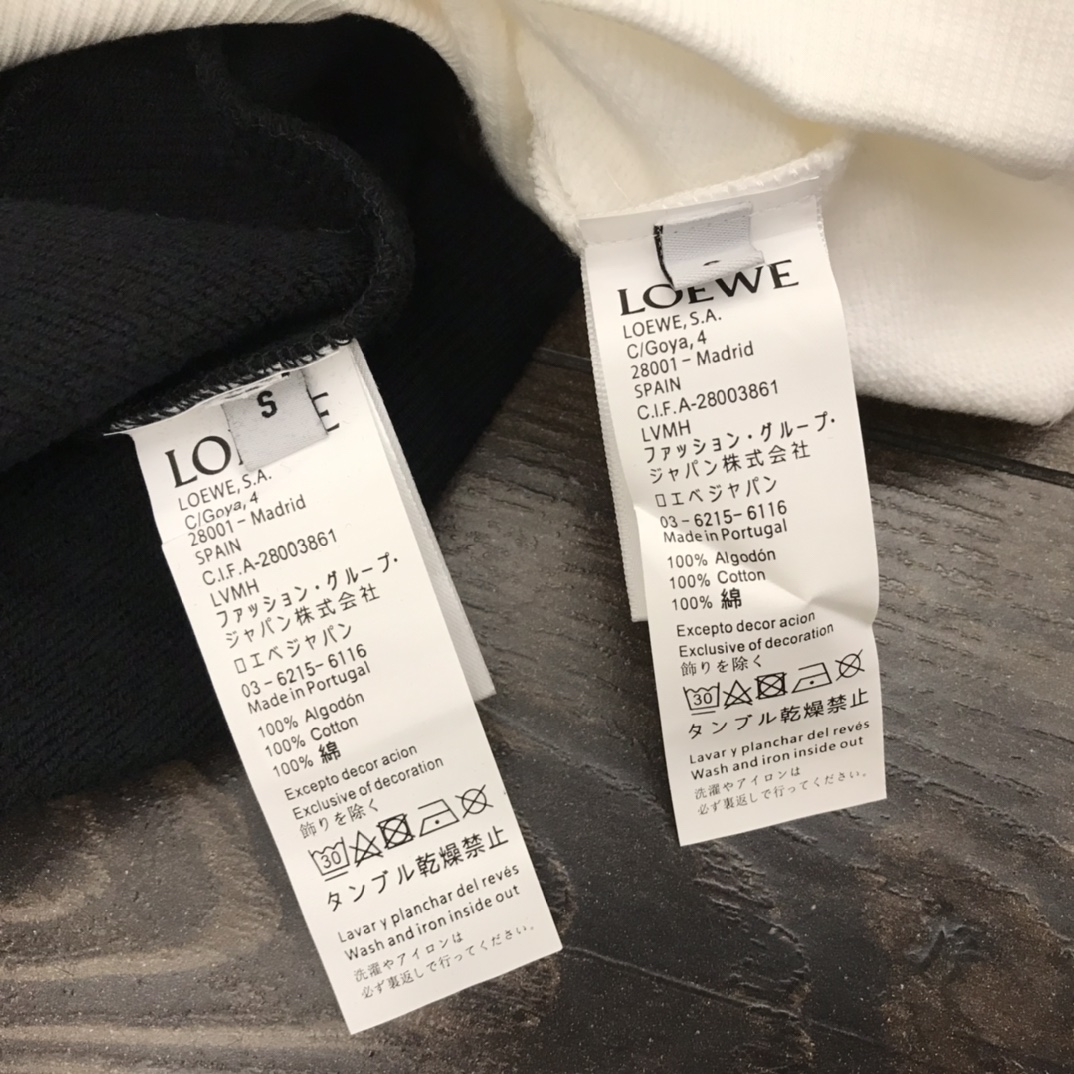 S
LO E
LOEWE, S.A.
C/Goya, 4
28001 – Madrid
SPAIN
C.I.F.A-28003861
LVMH
ファッション・グループ・
ジャパン株式会社
ロエベジャパン
03 – 6215– 6116
Made in Portugal
100% Algodón
100% Cotton
100% 綿
Excepto decor acion
Exclusive of decoration
飾りを除く
30
タンブル乾燥禁止
Lavar y planchar del revés
Wash and iron inside out
洗濯やアイロンは
必ず裏返しで行ってください。
LOEWE
LOEWE, S.A.
C/Goya, 4
28001 – Madrid
SPAIN
C.I.F.A-28003861
LVMH
ファッション・グループ・
ジャパン株式会社
ロエベジャパン
03 – 6215– 6116
Made in Portugal
100% Algodón
100% Cotton
100% 綿
Excepto decor acion
Exclusive of decoration
飾りを除く
30
タンブル乾燥禁止
Lavar y planchar del revés
Wash and iron inside out
洗濯やアイロンは
必ず裏返しで行ってください。